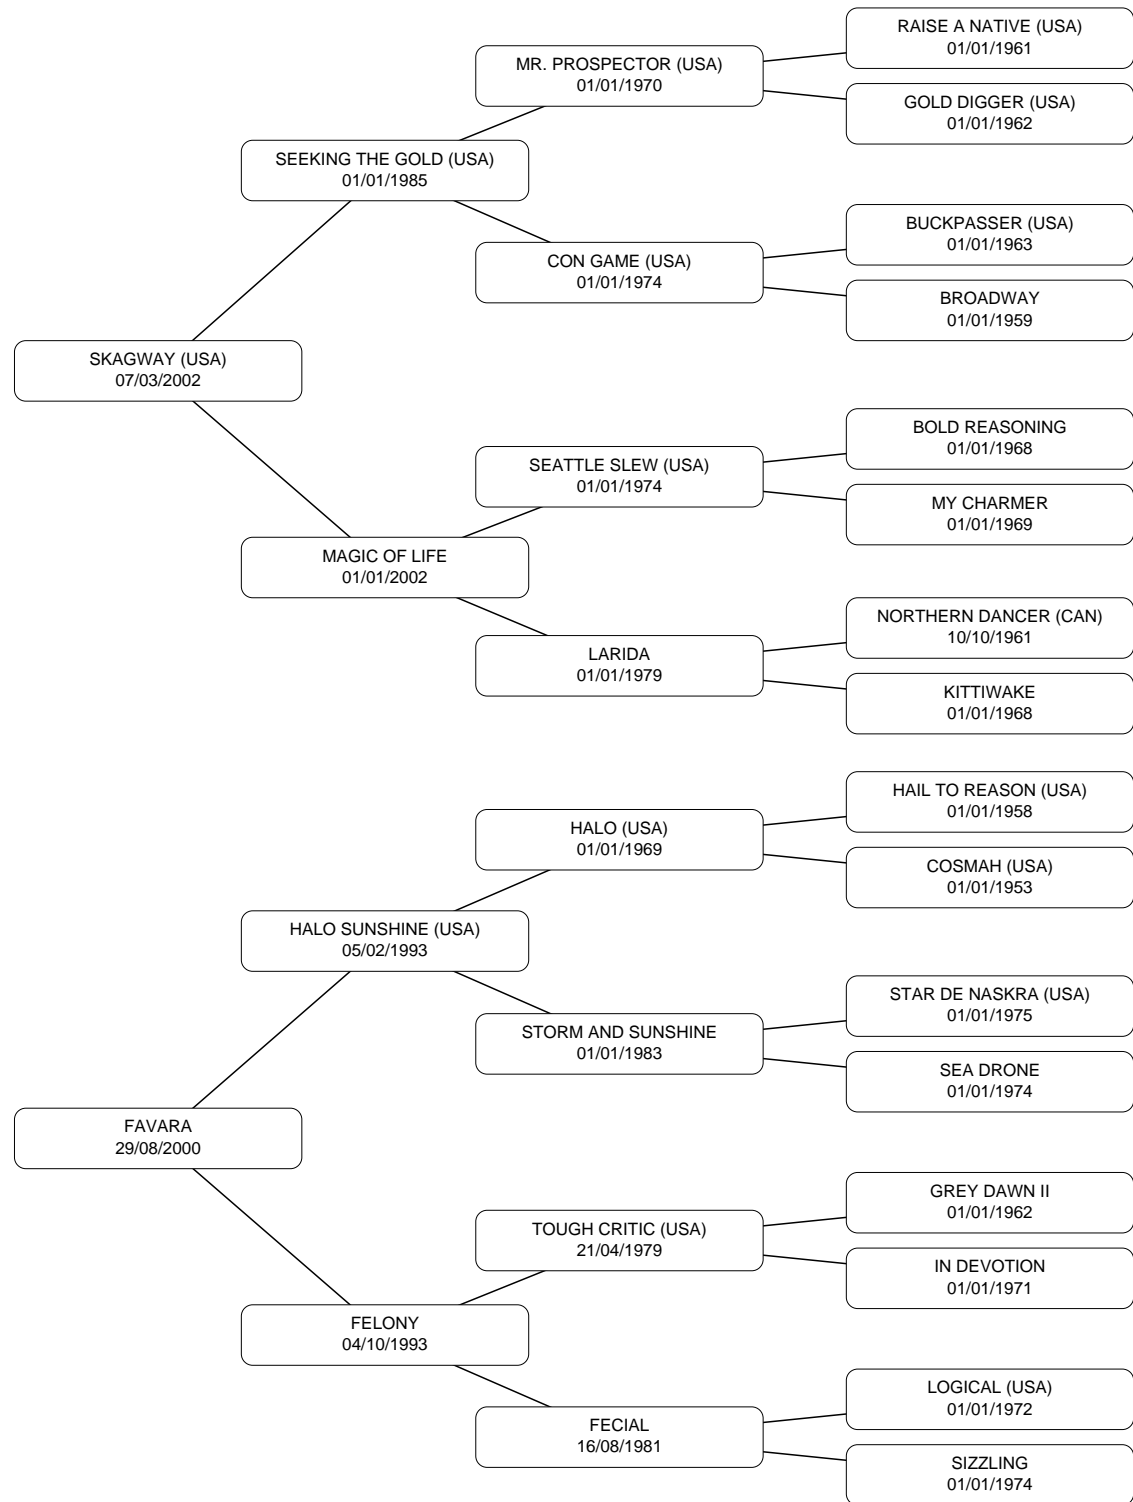 RAISE A NATIVE (USA)
01/01/1961
MR. PROSPECTOR (USA)
01/01/1970
GOLD DIGGER (USA)
01/01/1962
SEEKING THE GOLD (USA)
01/01/1985
BUCKPASSER (USA)
01/01/1963
CON GAME (USA)
01/01/1974
BROADWAY
01/01/1959
SKAGWAY (USA)
07/03/2002
BOLD REASONING
01/01/1968
SEATTLE SLEW (USA)
01/01/1974
MY CHARMER
01/01/1969
MAGIC OF LIFE
01/01/2002
NORTHERN DANCER (CAN)
10/10/1961
LARIDA
01/01/1979
KITTIWAKE
01/01/1968
HAIL TO REASON (USA)
01/01/1958
HALO (USA)
01/01/1969
COSMAH (USA)
01/01/1953
HALO SUNSHINE (USA)
05/02/1993
STAR DE NASKRA (USA)
01/01/1975
STORM AND SUNSHINE
01/01/1983
SEA DRONE
01/01/1974
FAVARA
29/08/2000
GREY DAWN II
01/01/1962
TOUGH CRITIC (USA)
21/04/1979
IN DEVOTION
01/01/1971
FELONY
04/10/1993
LOGICAL (USA)
01/01/1972
FECIAL
16/08/1981
SIZZLING
01/01/1974